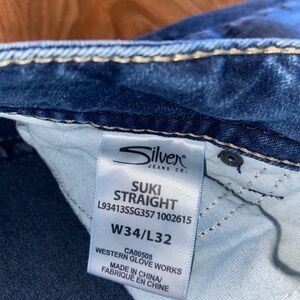 Silver
JEANS CO.
SUKI
STRAIGHT
L93413SSG357 1002615
W34/L32
CA00508
WESTERN GLOVE WORKS
MADE IN CHINA/
FABRIQUÉ EN CHINE